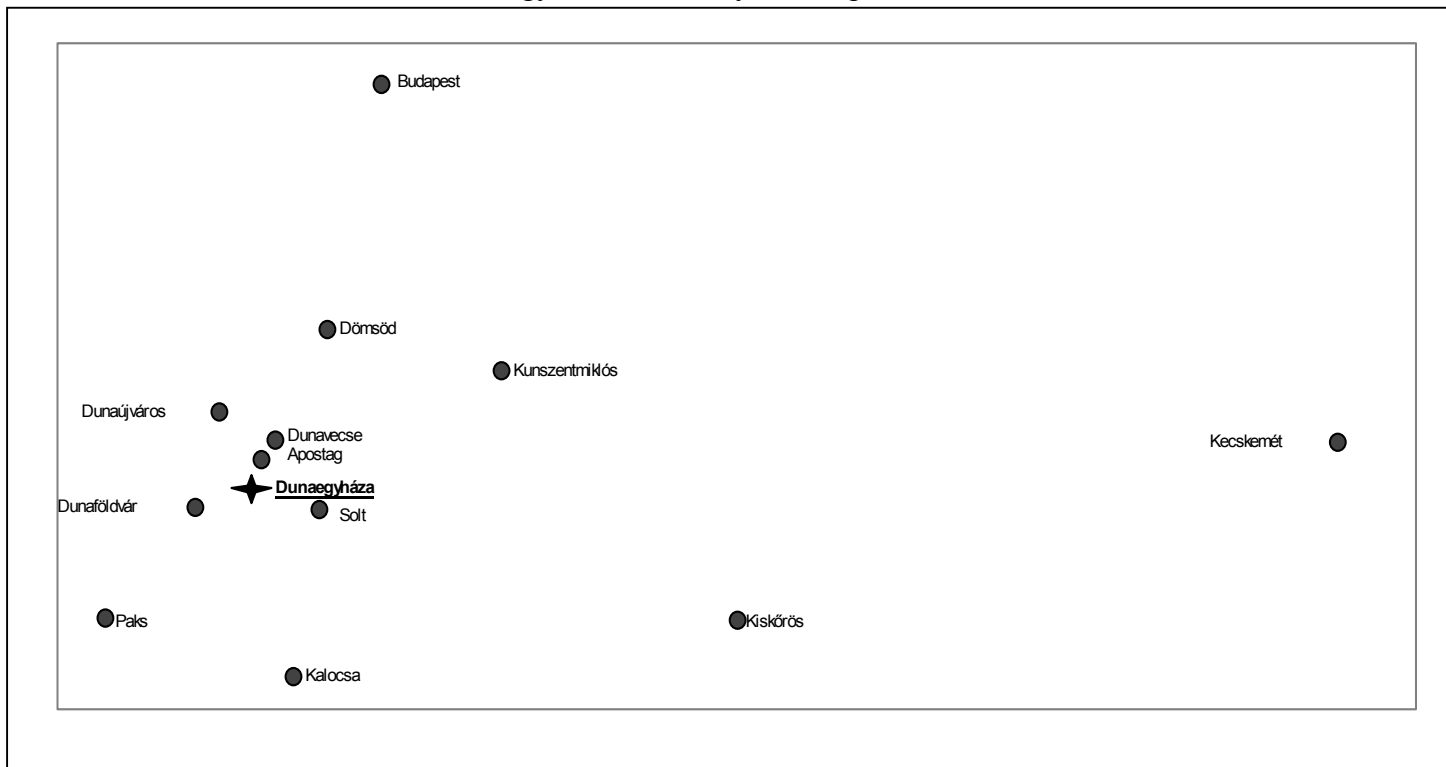 Budapest
Dömsöd
Kunszentmiklós
Dunaújváros
Dunavecse
Kecskemét
Apostag
Dunaegyháza
Dunaföldvár
Solt
Paks
Kiskőrös
Kalocsa